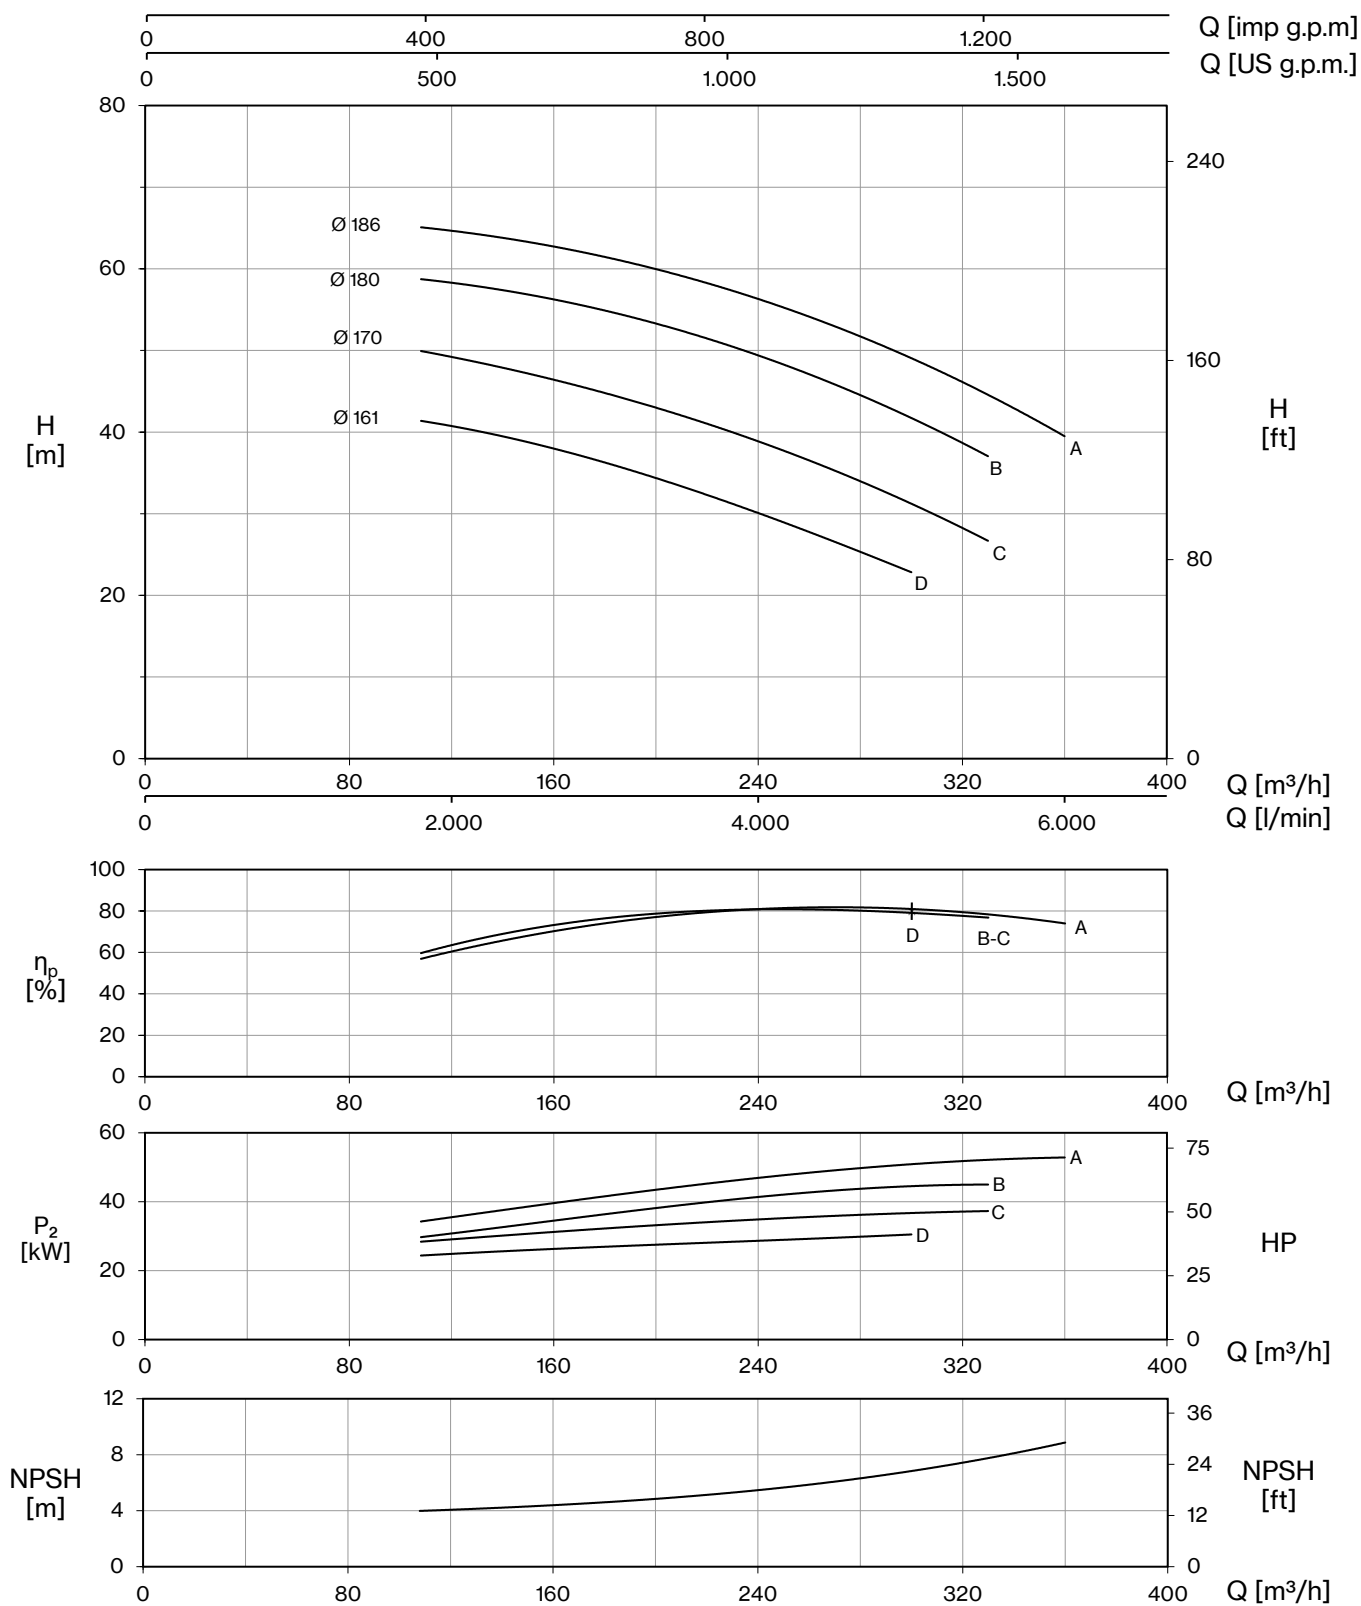 0 400 800 1.200 Q [imp g.p.m]
0 500 1.000 1.500 Q [US g.p.m.]
80
240
Ø 186
60
Ø 180
Ø 170
160
H
[m]
40
Ø 161
H
[ft]
A
B
C
80
D
20
0 0
0 80 160 240 320 400 Q [m³/h]
0 2.000 4.000 6.000 Q [l/min]
100
80
D B-C A
ηp
[%]
60
40
20
0
0 80 160 240 320 400 Q [m³/h]
60
75
A
B
40
50
C
P2
[kW]
D
HP
20
25
0 0
0 80 160 240 320 400 Q [m³/h]
12
36
8
24
NPSH
[m]
NPSH
[ft]
4
12
0 0
0 80 160 240 320 400 Q [m³/h]